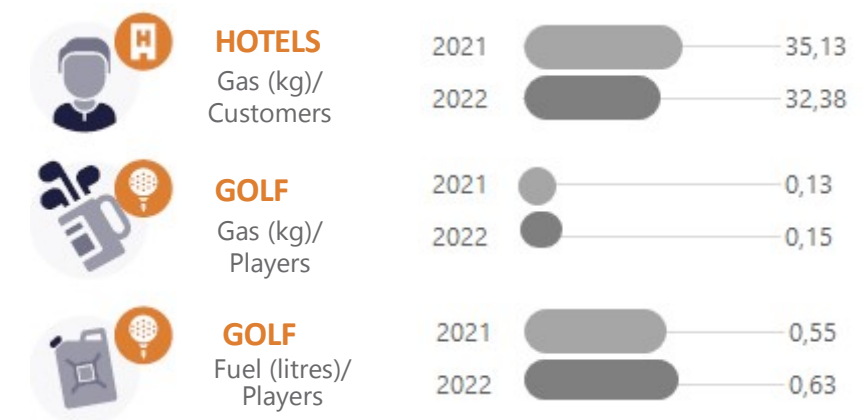 HOTELS
Gas (kg)/
Customers
2021 35,13
2022 32,38
GOLF
Gas (kg)/
Players
2021 0,13
2022 0,15
GOLF
Fuel (litres)/
Players
2021 0,55
2022 0,63